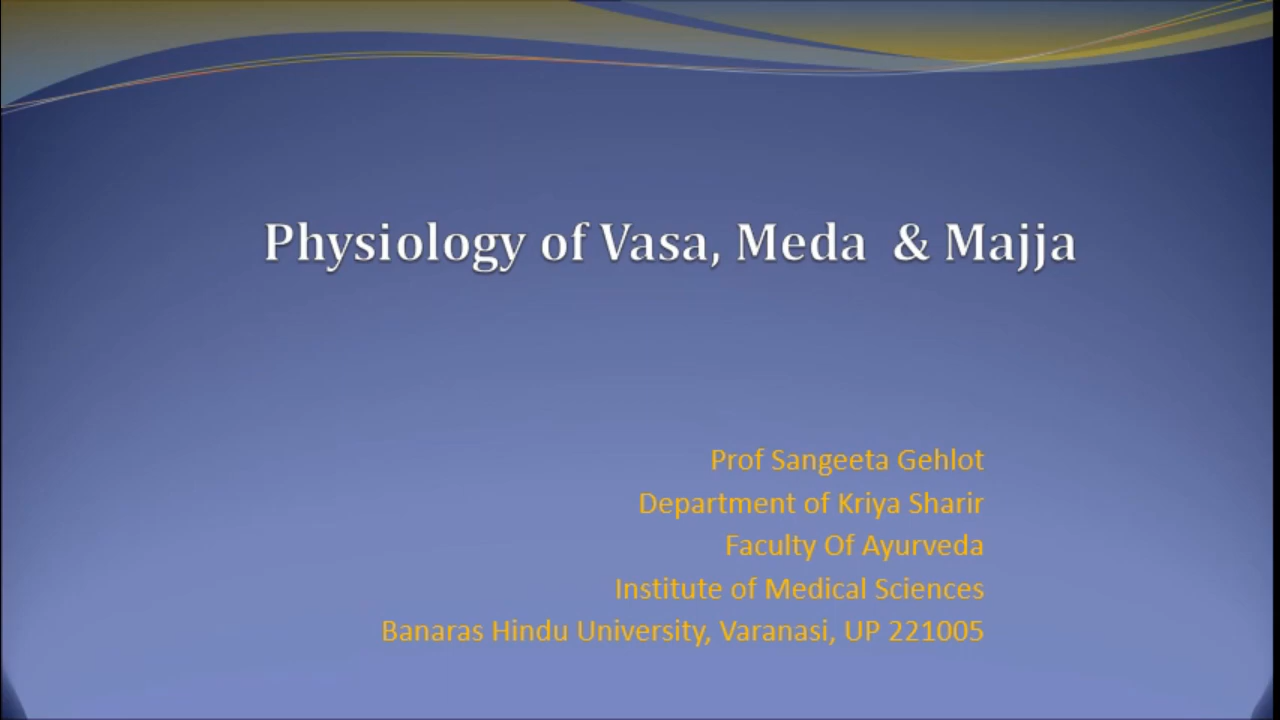 Physiology of Vasa, Meda & Majja
Prof Sangeeta Gehlot
Department of Kriya Sharir
Faculty Of Ayurveda
Institute of Medical Sciences
Banaras Hindu University, Varanasi, UP 221005